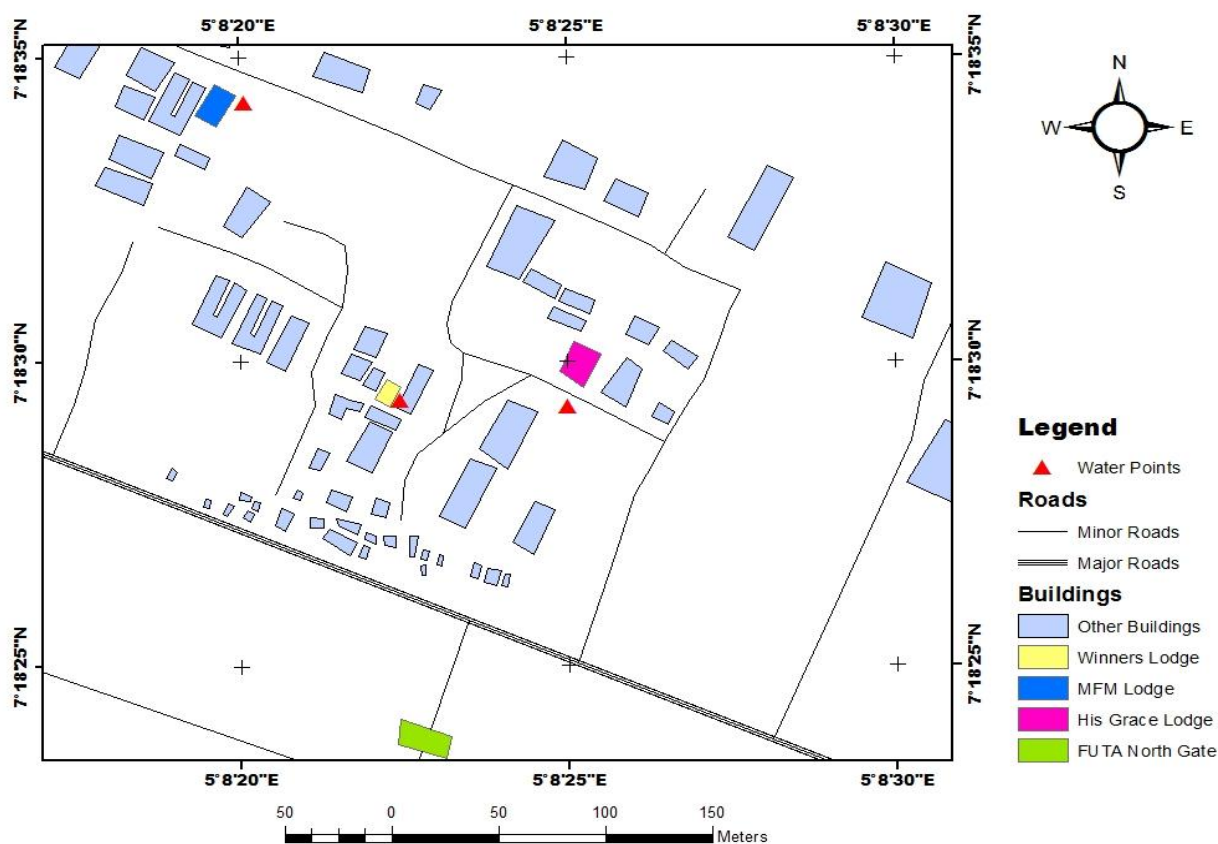 5°8'20"E 5°8'25"E 5°8'30"E
7°18'35"N 7°18'35"N
N
W E
S
7°18'30"N 7°18'30"N
Legend
Water Points
Roads
Minor Roads
Major Roads
Buildings
Other Buildings
7°18'25"N 7°18'25"N
Winners Lodge
MFM Lodge
His Grace Lodge
FUTA North Gate
5°8'20"E 5°8'25"E 5°8'30"E
50 0 50 100 150
Meters